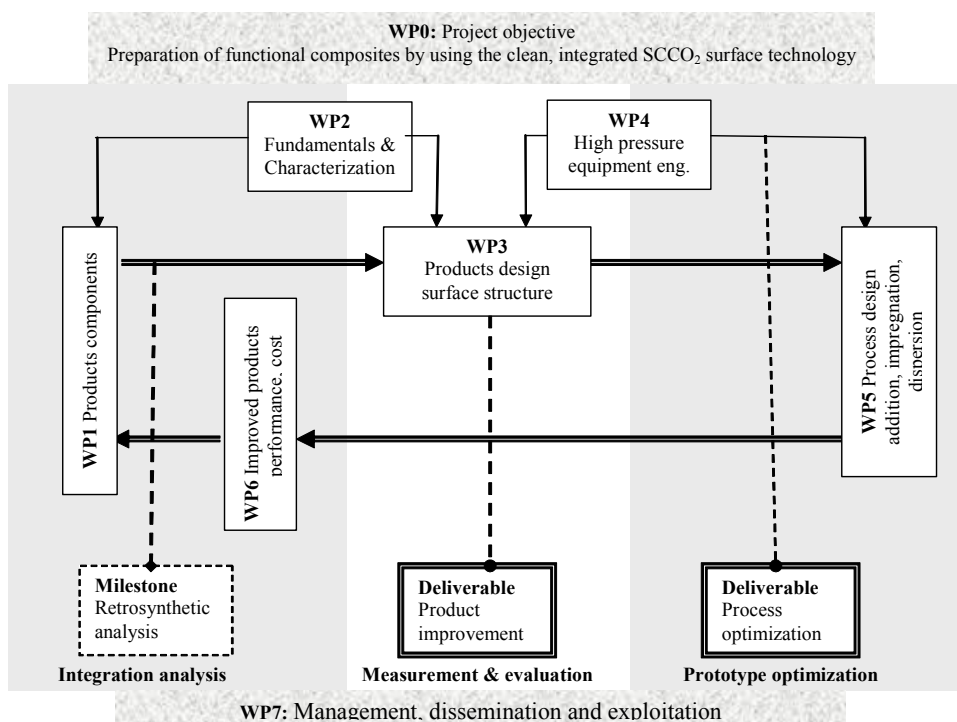 WP0: Project objective
Preparation of functional composites by using the clean, integrated SCCO₂ surface technology
WP2
Fundamentals &
Characterization
WP4
High pressure
equipment eng.
WP1 Products components
WP3
Products design
surface structure
WP5 Process design
addition, impregnation,
dispersion
WP6 Improved products
performance. cost
Milestone
Retrosynthetic
analysis
Deliverable
Product
improvement
Deliverable
Process
optimization
Integration analysis
Measurement & evaluation
Prototype optimization
WP7: Management, dissemination and exploitation